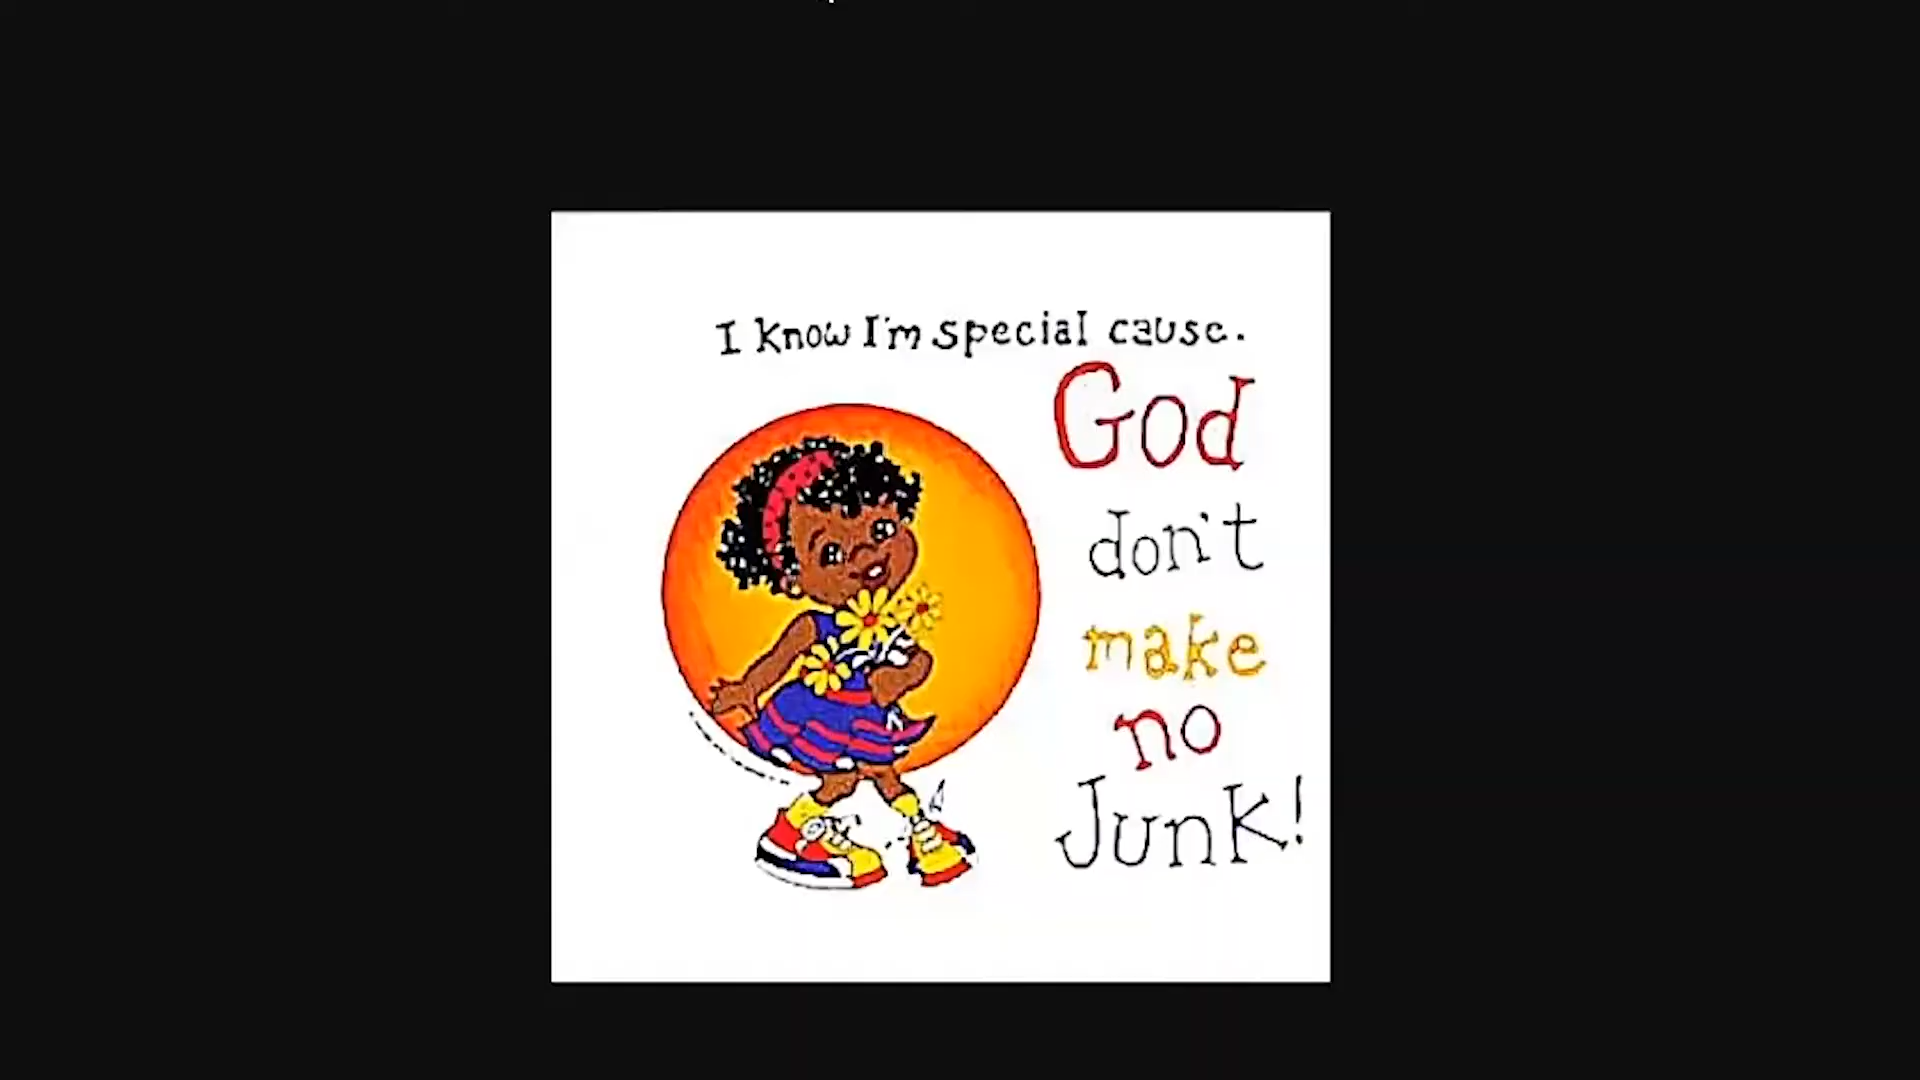 I know I'm special cause.
God
don't
make
no
Junk!